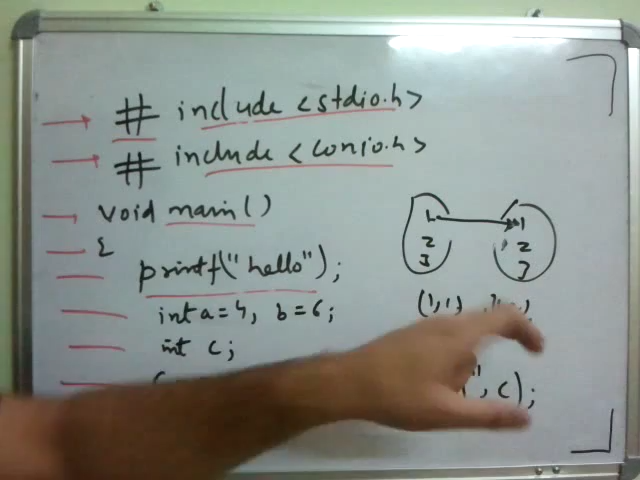 # include <stdio.h>
# include <conio.h>
void main()
{
printf("hello");
int a=4, b=6;
int c;
", c);
1 1
2 2
3 3
(1,1)